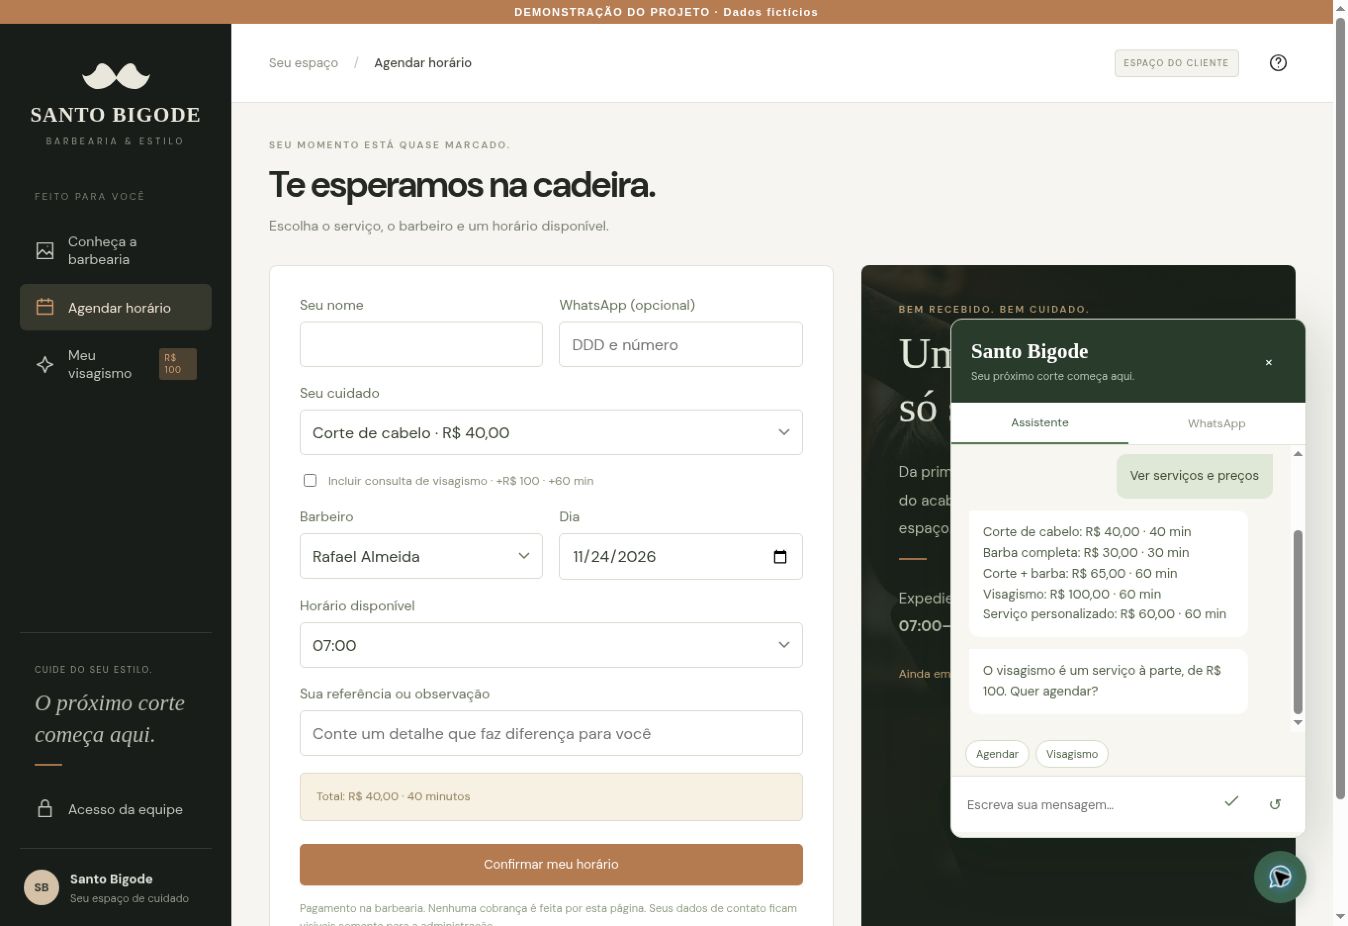 DEMONSTRAÇÃO DO PROJETO · Dados fictícios
SANTO BIGODE
BARBEARIA & ESTILO
FEITO PARA VOCÊ
Conheça a
barbearia
Agendar horário
Meu
visagismo
R$
100
CUIDE DO SEU ESTILO.
O próximo corte
começa aqui.
Acesso da equipe
SB
Santo Bigode
Seu espaço de cuidado
Seu espaço / Agendar horário
ESPAÇO DO CLIENTE
SEU MOMENTO ESTÁ QUASE MARCADO.
Te esperamos na cadeira.
Escolha o serviço, o barbeiro e um horário disponível.
Seu nome
WhatsApp (opcional)
DDD e número
Seu cuidado
Corte de cabelo · R$ 40,00
Incluir consulta de visagismo · +R$ 100 · +60 min
Barbeiro
Dia
Rafael Almeida
11/24/2026
Horário disponível
07:00
Sua referência ou observação
Conte um detalhe que faz diferença para você
Total: R$ 40,00 · 40 minutos
Confirmar meu horário
Pagamento na barbearia. Nenhuma cobrança é feita por esta página. Seus dados de contato ficam
BEM RECEBIDO. BEM CUIDADO.
só
Da prim
do acab
espaço
Expedie
07:00–
Ainda em
Santo Bigode
Seu próximo corte começa aqui.
×
Assistente
WhatsApp
Ver serviços e preços
Corte de cabelo: R$ 40,00 · 40 min
Barba completa: R$ 30,00 · 30 min
Corte + barba: R$ 65,00 · 60 min
Visagismo: R$ 100,00 · 60 min
Serviço personalizado: R$ 60,00 · 60 min
O visagismo é um serviço à parte, de R$
100. Quer agendar?
Agendar
Visagismo
Escreva sua mensagem...